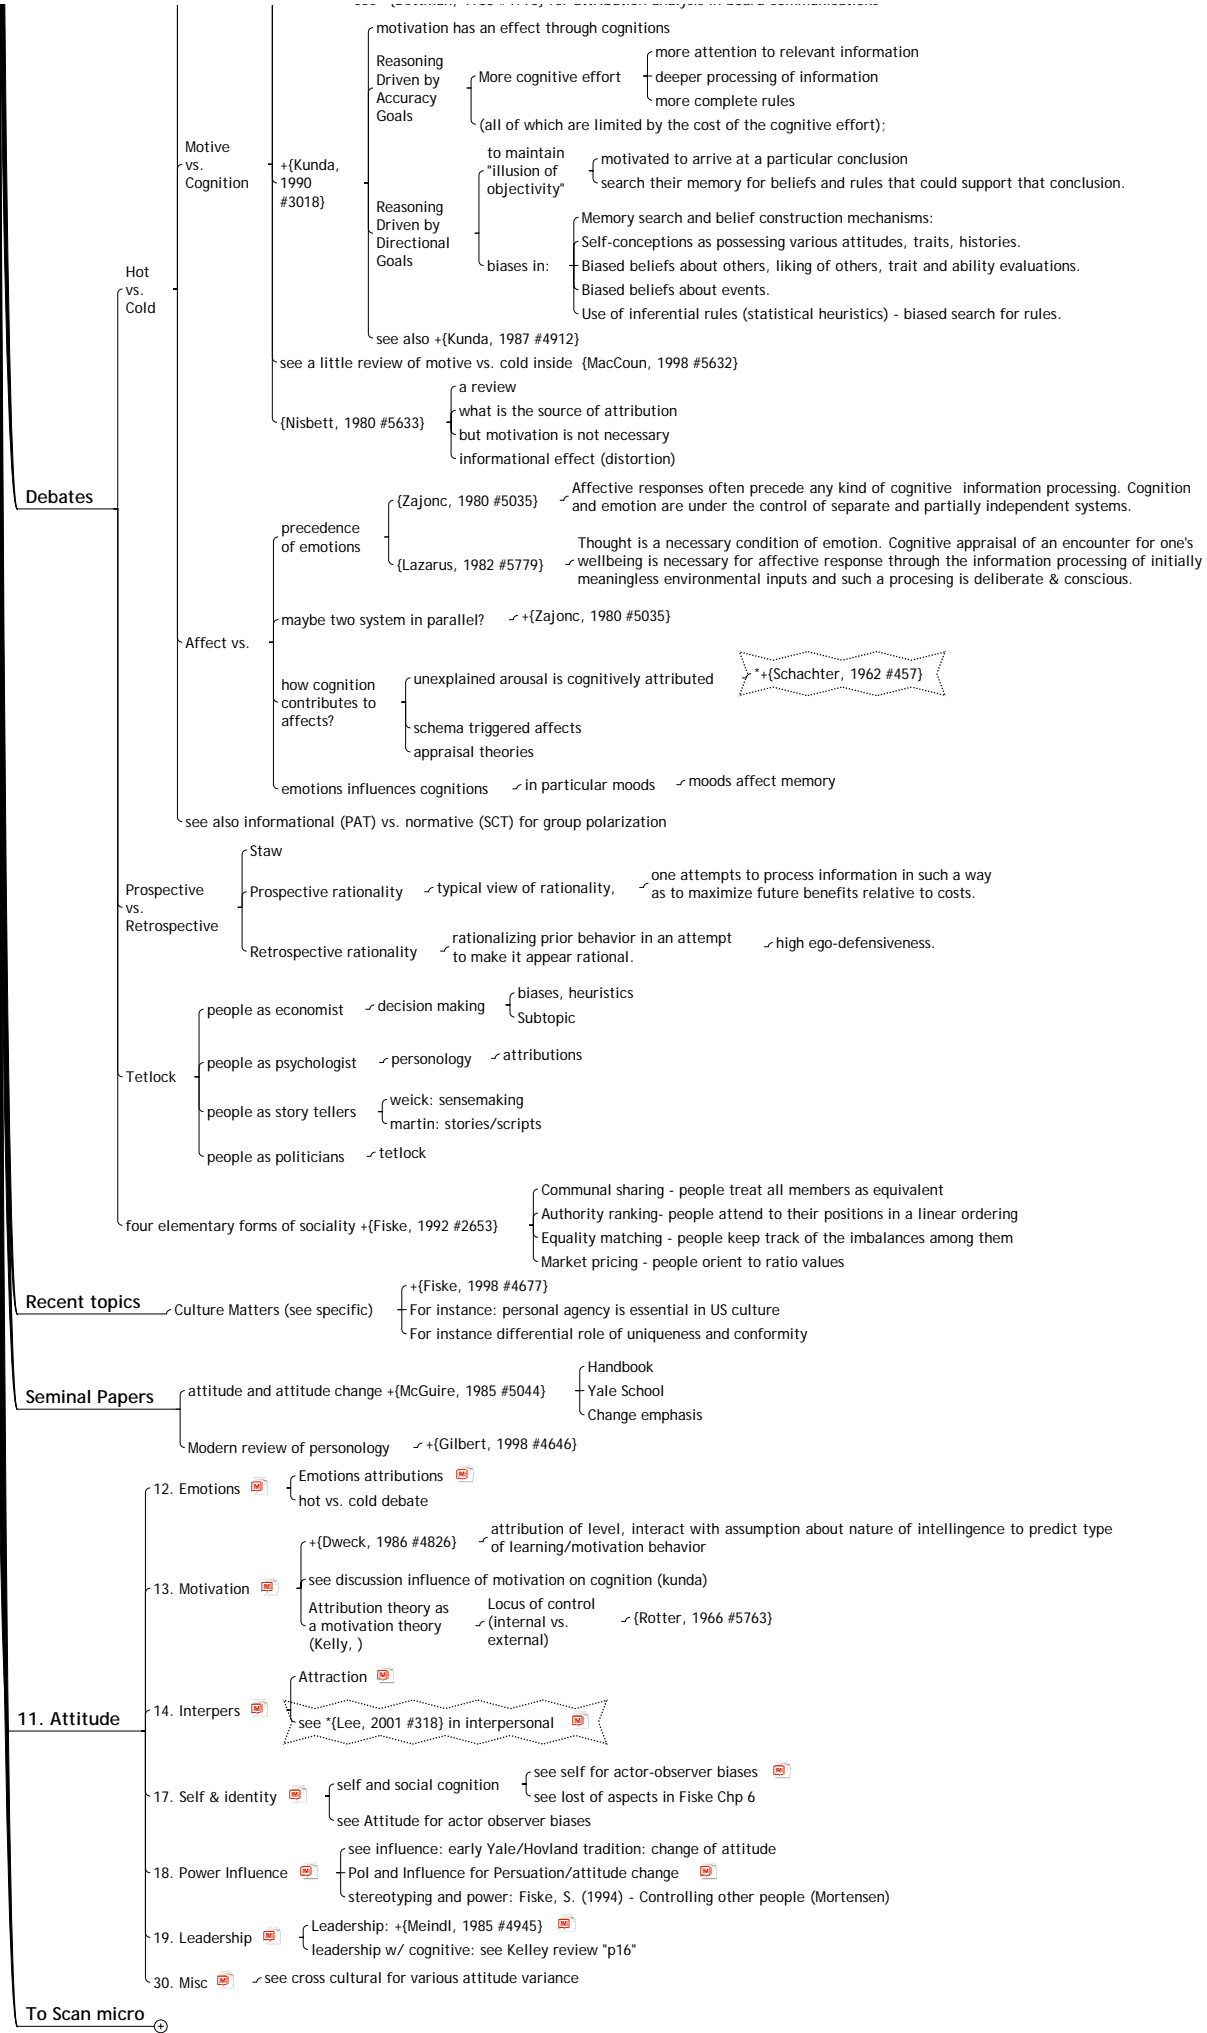 motivation has an effect through cognitions
Reasoning
Driven by
Accuracy
Goals
More cognitive effort
more attention to relevant information
deeper processing of information
more complete rules
(all of which are limited by the cost of the cognitive effort);
Motive
vs.
Cognition
+{Kunda,
1990
#3018}
Reasoning
Driven by
Directional
Goals
to maintain
"illusion of
objectivity"
motivated to arrive at a particular conclusion
search their memory for beliefs and rules that could support that conclusion.
biases in:
Memory search and belief construction mechanisms:
Self-conceptions as possessing various attitudes, traits, histories.
Biased beliefs about others, liking of others, trait and ability evaluations.
Biased beliefs about events.
Use of inferential rules (statistical heuristics) - biased search for rules.
see also +{Kunda, 1987 #4912}
Hot
vs.
Cold
see a little review of motive vs. cold inside {MacCoun, 1998 #5632}
{Nisbett, 1980 #5633}
a review
what is the source of attribution
but motivation is not necessary
informational effect (distortion)
Debates
Affect vs.
precedence
of emotions
{Zajonc, 1980 #5035}
Affective responses often precede any kind of cognitive information processing. Cognition
and emotion are under the control of separate and partially independent systems.
{Lazarus, 1982 #5779}
Thought is a necessary condition of emotion. Cognitive appraisal of an encounter for one's
wellbeing is necessary for affective response through the information processing of initially
meaningless environmental inputs and such a procesing is deliberate & conscious.
maybe two system in parallel?
+{Zajonc, 1980 #5035}
how cognition
contributes to
affects?
unexplained arousal is cognitively attributed
*+{Schachter, 1962 #457}
schema triggered affects
appraisal theories
emotions influences cognitions
in particular moods
moods affect memory
see also informational (PAT) vs. normative (SCT) for group polarization
Prospective
vs.
Retrospective
Staw
Prospective rationality
typical view of rationality,
one attempts to process information in such a way
as to maximize future benefits relative to costs.
Retrospective rationality
rationalizing prior behavior in an attempt
to make it appear rational.
high ego-defensiveness.
Tetlock
people as economist
decision making
biases, heuristics
Subtopic
people as psychologist
personology
attributions
people as story tellers
weick: sensemaking
martin: stories/scripts
people as politicians
tetlock
four elementary forms of sociality +{Fiske, 1992 #2653}
Communal sharing - people treat all members as equivalent
Authority ranking- people attend to their positions in a linear ordering
Equality matching - people keep track of the imbalances among them
Market pricing - people orient to ratio values
Recent topics
Culture Matters (see specific)
+{Fiske, 1998 #4677}
For instance: personal agency is essential in US culture
For instance differential role of uniqueness and conformity
Seminal Papers
attitude and attitude change +{McGuire, 1985 #5044}
Handbook
Yale School
Change emphasis
Modern review of personology
+{Gilbert, 1998 #4646}
11. Attitude
12. Emotions
Emotions attributions
hot vs. cold debate
13. Motivation
+{Dweck, 1986 #4826}
attribution of level, interact with assumption about nature of intellingence to predict type
of learning/motivation behavior
see discussion influence of motivation on cognition (kunda)
Attribution theory as
a motivation theory
(Kelly, )
Locus of control
(internal vs.
external)
{Rotter, 1966 #5763}
14. Interpers
Attraction
see *{Lee, 2001 #318} in interpersonal
17. Self & identity
self and social cognition
see self for actor-observer biases
see lost of aspects in Fiske Chp 6
see Attitude for actor observer biases
18. Power Influence
see influence: early Yale/Hovland tradition: change of attitude
PoI and Influence for Persuation/attitude change
stereotyping and power: Fiske, S. (1994) - Controlling other people (Mortensen)
19. Leadership
Leadership: +{Meindl, 1985 #4945}
leadership w/ cognitive: see Kelley review "p16"
30. Misc
see cross cultural for various attitude variance
To Scan micro